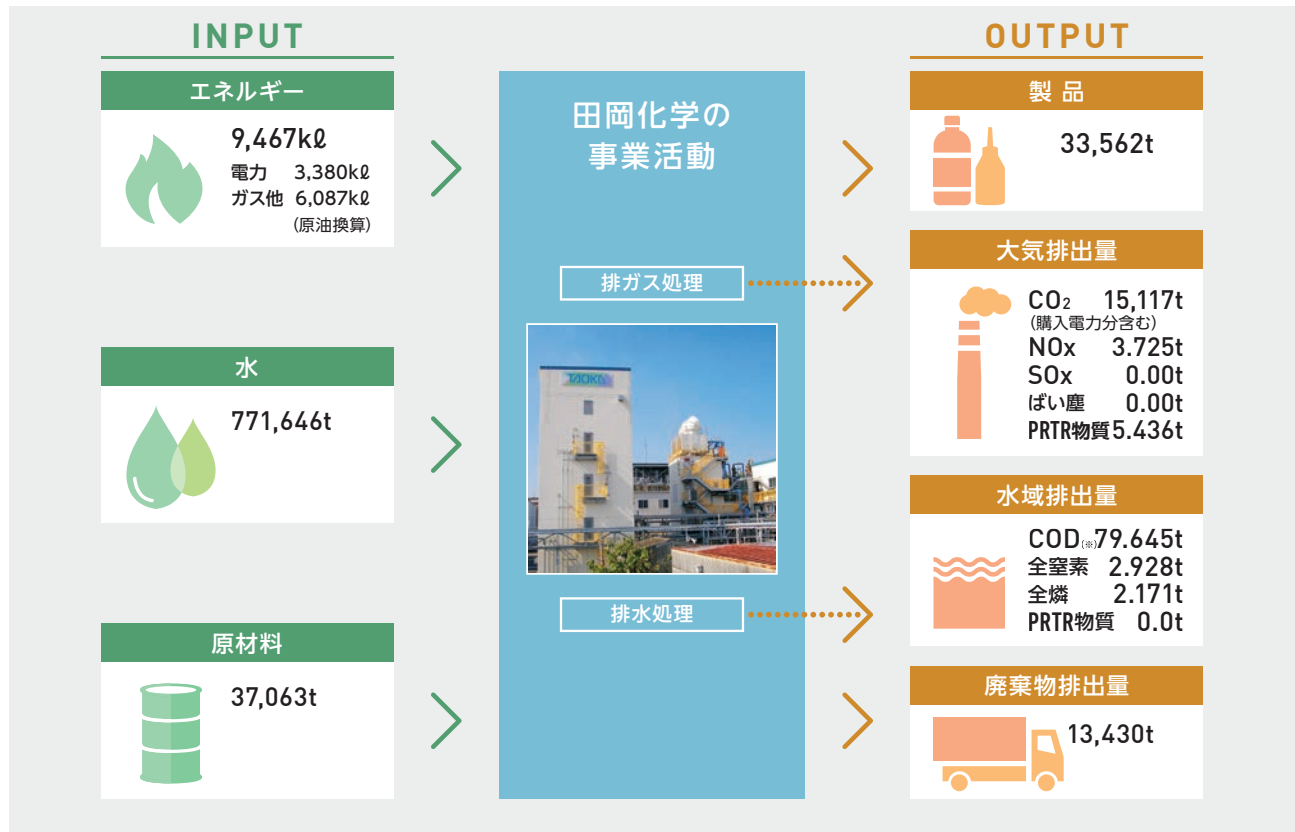 INPUT
エネルギー
9,467kℓ
電力 3,380kℓ
ガス他 6,087kℓ
(原油換算)
水
771,646t
原材料
37,063t
田岡化学の
事業活動
排ガス処理
TAOKA
排水処理
OUTPUT
製品
33,562t
大気排出量
CO₂ 15,117t
(購入電力分含む)
NOx 3.725t
SOx 0.00t
ばい塵 0.00t
PRTR物質 5.436t
水域排出量
COD(※) 79.645t
全窒素 2.928t
全燐 2.171t
PRTR物質 0.0t
廃棄物排出量
13,430t